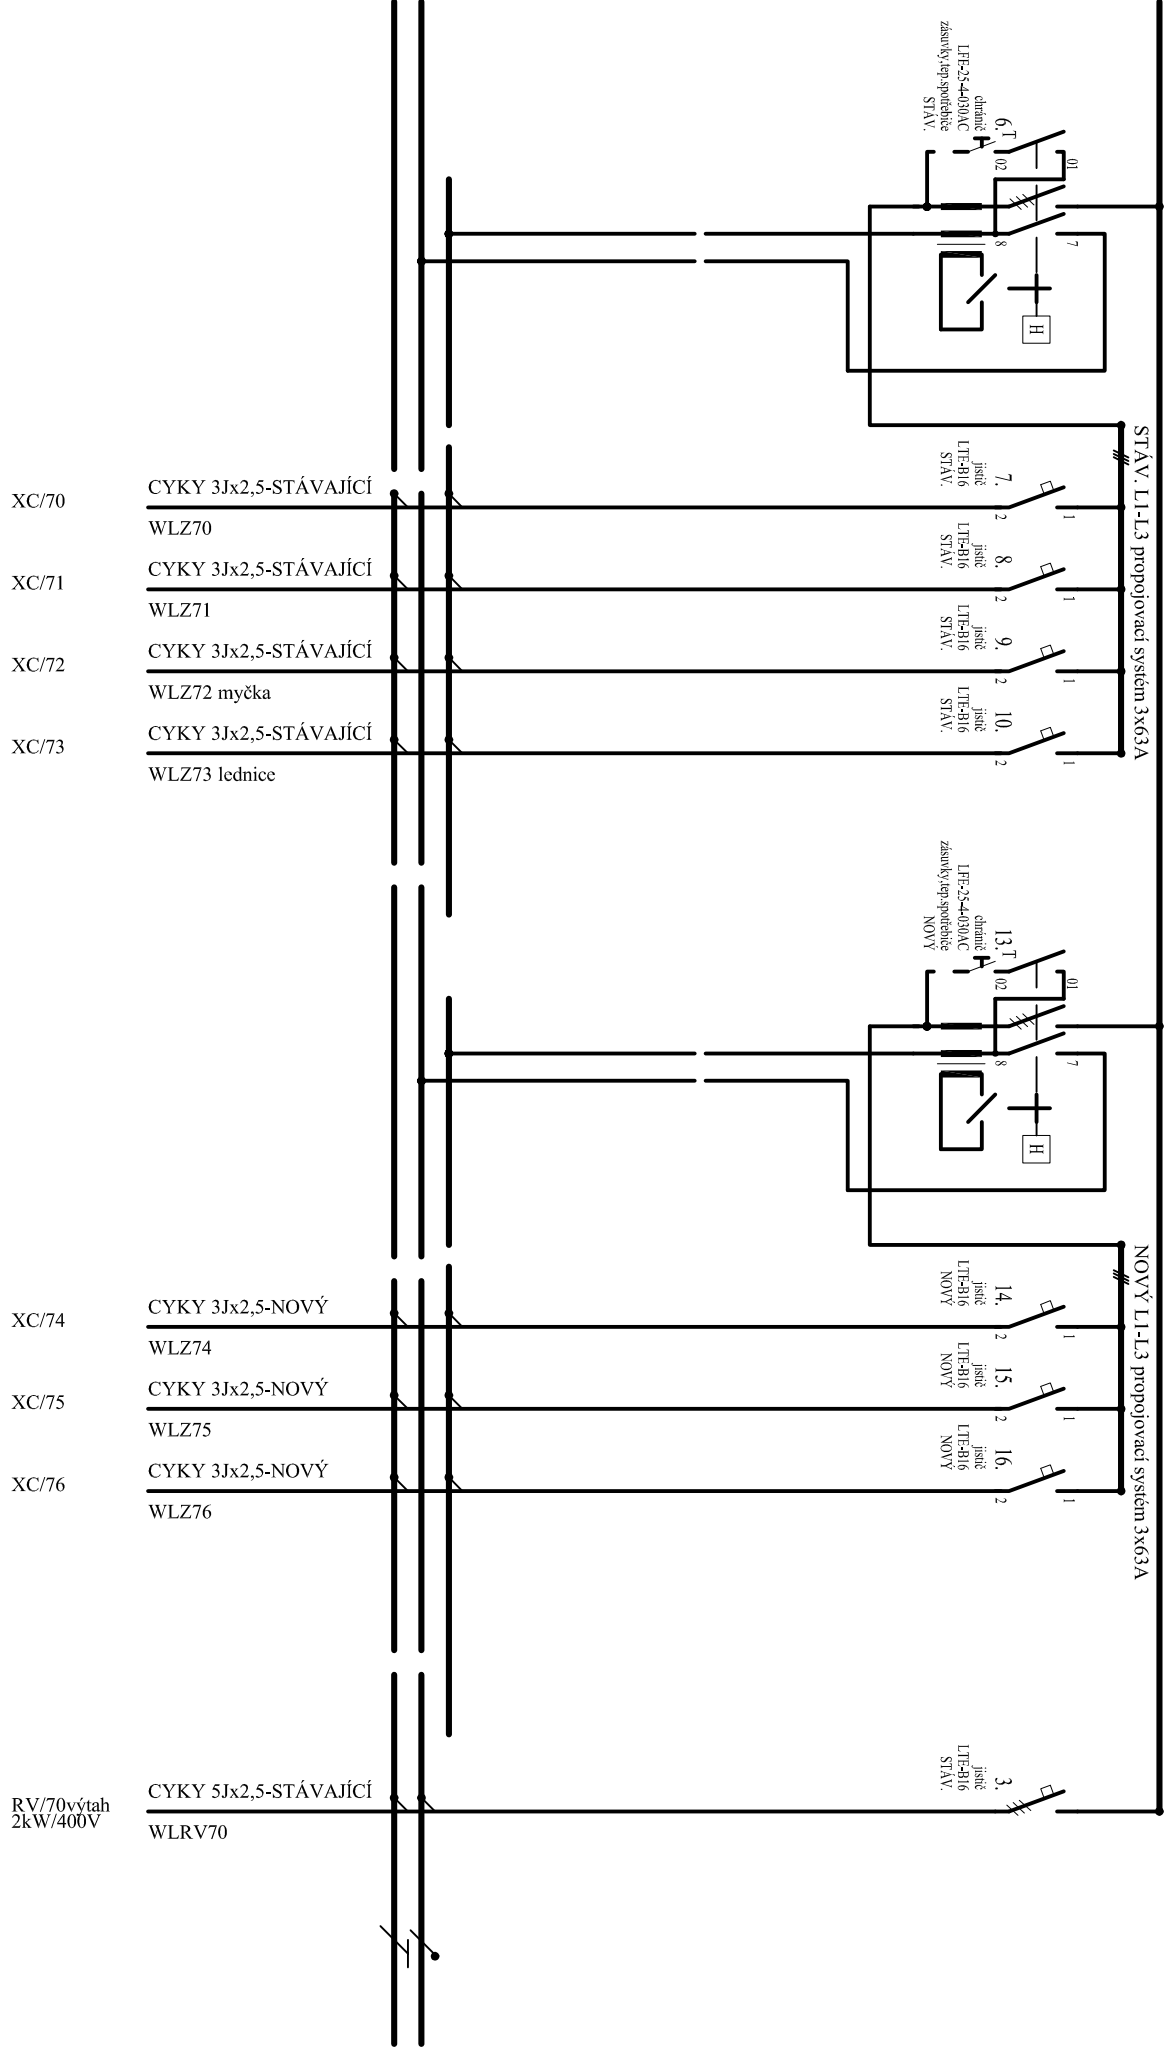 6.
T
chránič
LFE-25-4-030AC
zásuvky,tep.spotřebiče
STÁV.
01
02
7
8
H
STÁV. L1-L3 propojovací systém 3x63A
XC/70
CYKY 3Jx2,5-STÁVAJÍCÍ
WLZ70
7.
jistič
LTE-B16
STÁV.
2
1
XC/71
CYKY 3Jx2,5-STÁVAJÍCÍ
WLZ71
8.
jistič
LTE-B16
STÁV.
2
1
XC/72
CYKY 3Jx2,5-STÁVAJÍCÍ
WLZ72 myčka
9.
jistič
LTE-B16
STÁV.
2
1
XC/73
CYKY 3Jx2,5-STÁVAJÍCÍ
WLZ73 lednice
10.
jistič
LTE-B16
STÁV.
2
1
13.
T
chránič
LFE-25-4-030AC
zásuvky,tep.spotřebiče
NOVÝ
01
02
7
8
H
NOVÝ L1-L3 propojovací systém 3x63A
XC/74
CYKY 3Jx2,5-NOVÝ
WLZ74
14.
jistič
LTE-B16
NOVÝ
2
1
XC/75
CYKY 3Jx2,5-NOVÝ
WLZ75
15.
jistič
LTE-B16
NOVÝ
2
1
XC/76
CYKY 3Jx2,5-NOVÝ
WLZ76
16.
jistič
LTE-B16
NOVÝ
2
1
RV/70výtah
2kW/400V
CYKY 5Jx2,5-STÁVAJÍCÍ
WLRV70
3.
jistič
LTE-B16
STÁV.